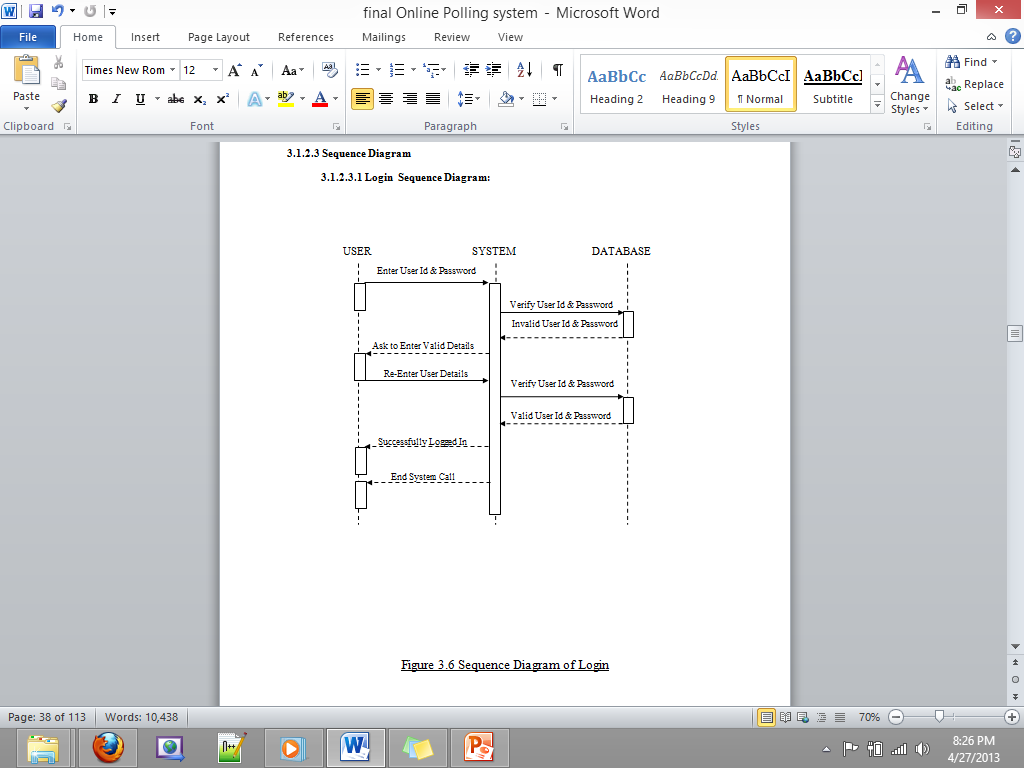 final Online Polling system - Microsoft Word
File Home Insert Page Layout References Mailings Review View
Times New Rom 12
Paste
Clipboard Font Paragraph Styles Editing
AaBbCc AaBbCcDd. AaBbCcI AaBbCcl
Heading 2 Heading 9 ¶ Normal Subtitle
Change Styles
Find
Replace
Select
3.1.2.3 Sequence Diagram
3.1.2.3.1 Login Sequence Diagram:
USER SYSTEM DATABASE
Enter User Id & Password
Verify User Id & Password
Invalid User Id & Password
Ask to Enter Valid Details
Re-Enter User Details
Verify User Id & Password
Valid User Id & Password
Successfully Logged In
End System Call
Figure 3.6 Sequence Diagram of Login
Page: 38 of 113 Words: 10,438 70%
8:26 PM
4/27/2013